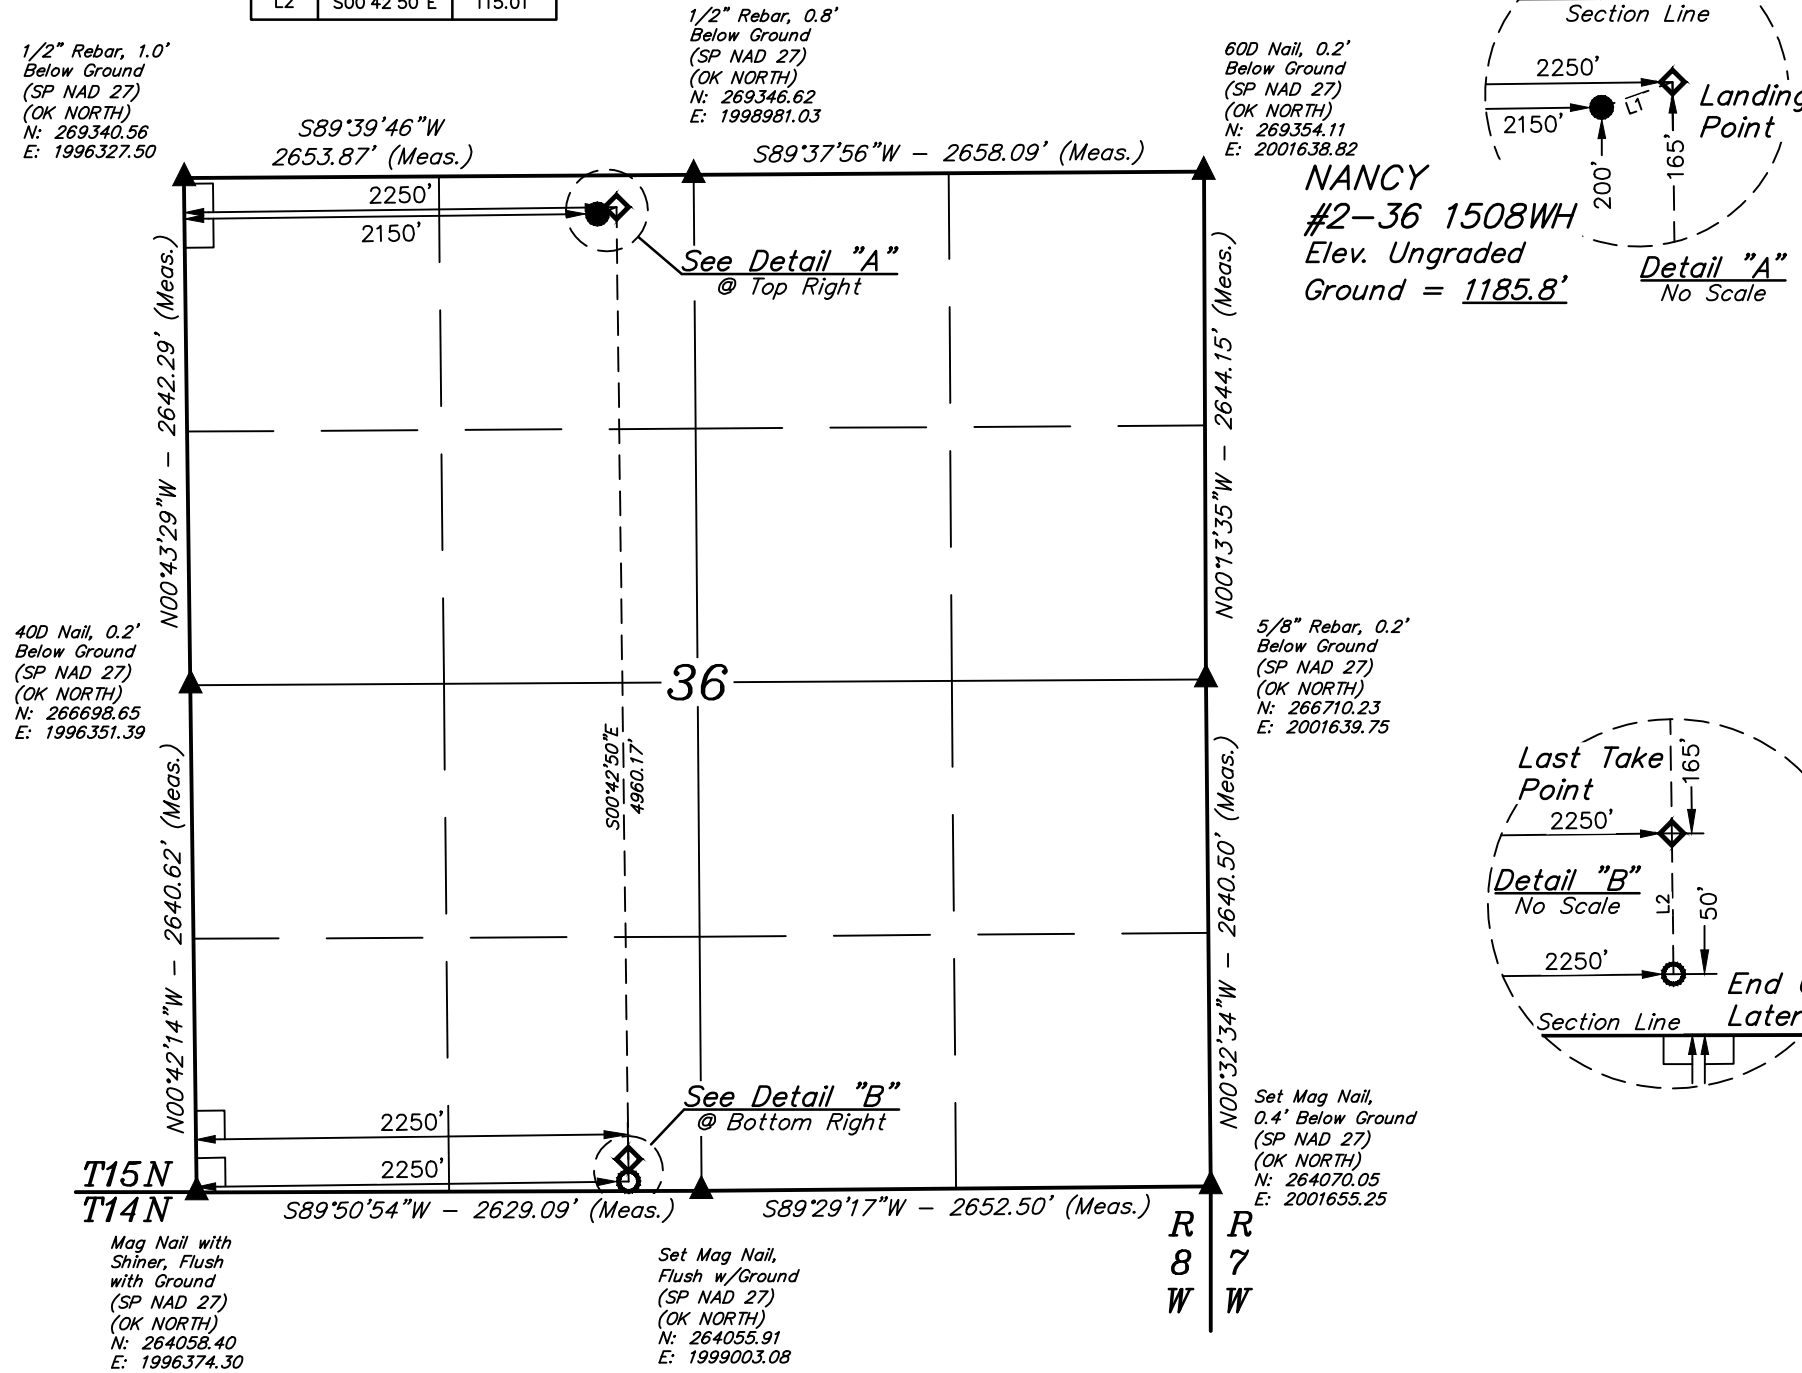 L2 S00°42'50"E 115.01'
1/2" Rebar, 1.0'
Below Ground
(SP NAD 27)
(OK NORTH)
N: 269340.56
E: 1996327.50
1/2" Rebar, 0.8'
Below Ground
(SP NAD 27)
(OK NORTH)
N: 269346.62
E: 1998981.03
60D Nail, 0.2'
Below Ground
(SP NAD 27)
(OK NORTH)
N: 269354.11
E: 2001638.82
S89°39'46"W
2653.87' (Meas.)
S89°37'56"W - 2658.09' (Meas.)
2250'
2150'
See Detail "A"
@ Top Right
NANCY
#2-36 1508WH
Elev. Ungraded
Ground = 1185.8'
Section Line
2250'
L1
2150'
Landing
Point
200'
165'
Detail "A"
No Scale
N00°43'29"W - 2642.29' (Meas.)
N00°13'35"W - 2644.15' (Meas.)
40D Nail, 0.2'
Below Ground
(SP NAD 27)
(OK NORTH)
N: 266698.65
E: 1996351.39
36
5/8" Rebar, 0.2'
Below Ground
(SP NAD 27)
(OK NORTH)
N: 266710.23
E: 2001639.75
S00°42'50"E
4960.17'
N00°42'14"W - 2640.62' (Meas.)
N00°32'34"W - 2640.50' (Meas.)
Last Take
Point
165'
2250'
Detail "B"
No Scale
L2
50'
2250'
End
Later
Section Line
See Detail "B"
@ Bottom Right
2250'
2250'
T15N
T14N
S89°50'54"W - 2629.09' (Meas.)
S89°29'17"W - 2652.50' (Meas.)
Set Mag Nail,
0.4' Below Ground
(SP NAD 27)
(OK NORTH)
N: 264070.05
E: 2001655.25
R R
8 7
W W
Mag Nail with
Shiner, Flush
with Ground
(SP NAD 27)
(OK NORTH)
N: 264058.40
E: 1996374.30
Set Mag Nail,
Flush w/Ground
(SP NAD 27)
(OK NORTH)
N: 264055.91
E: 1999003.08